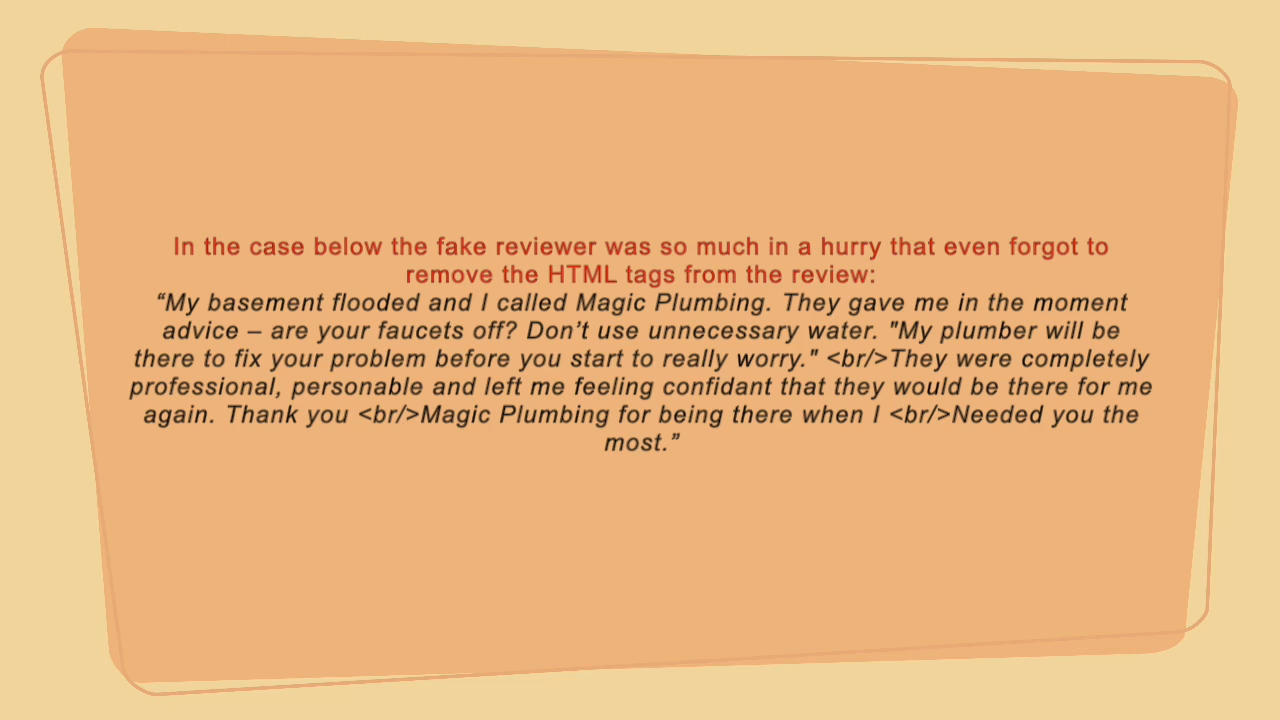 In the case below the fake reviewer was so much in a hurry that even forgot to
remove the HTML tags from the review:
“My basement flooded and I called Magic Plumbing. They gave me in the moment
advice – are your faucets off? Don’t use unnecessary water. "My plumber will be
there to fix your problem before you start to really worry." <br/>They were completely
professional, personable and left me feeling confidant that they would be there for me
again. Thank you <br/>Magic Plumbing for being there when I <br/>Needed you the
most.”